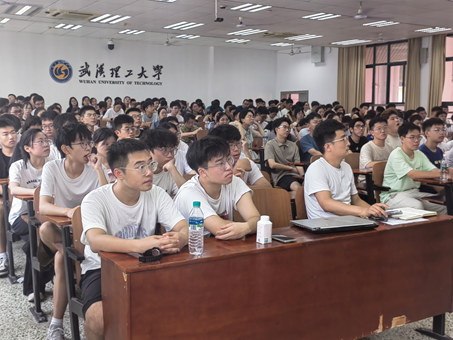 武汉理工大学
WUHAN UNIVERSITY OF TECHNOLOGY